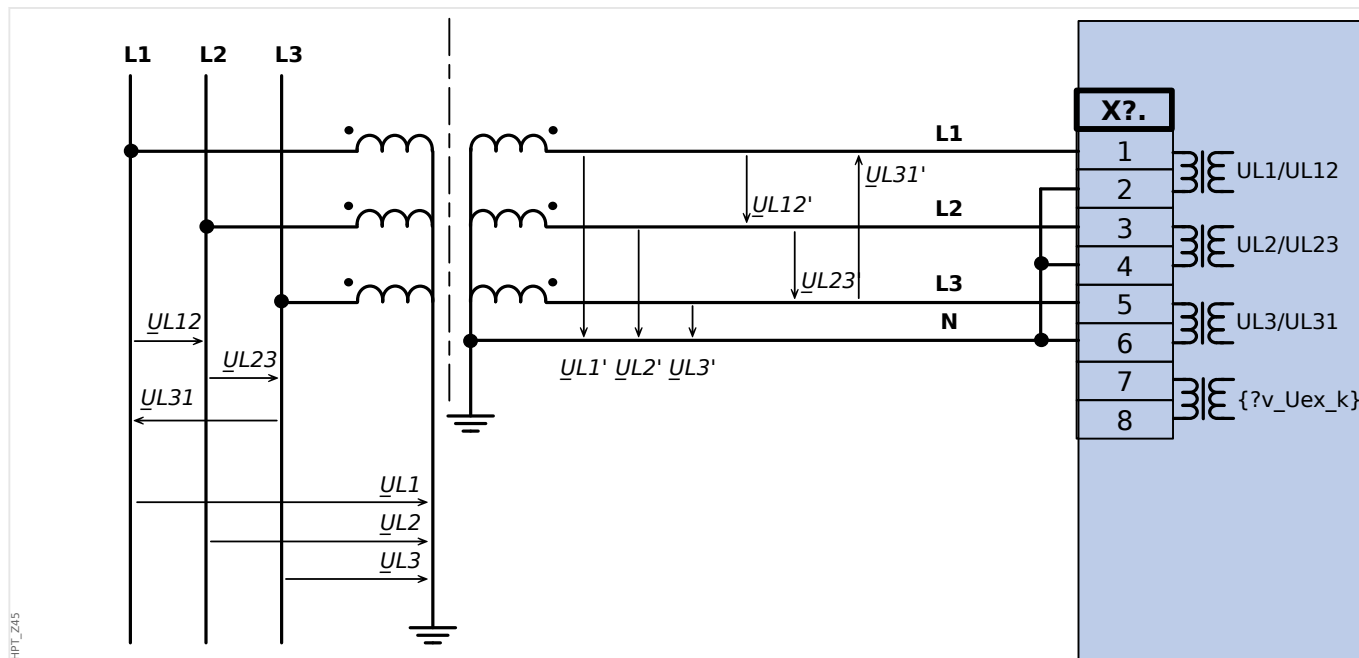 L1 L2 L3
X?.
L1
1
UL31'
UL1/UL12
2
UL12'
L2
3
UL2/UL23
4
UL23'
L3
5
UL12
N
UL3/UL31
6
UL23
UL1' UL2' UL3'
7
UL31
{?v_Uex_k}
8
UL1
UL2
UL3
HPT_Z45